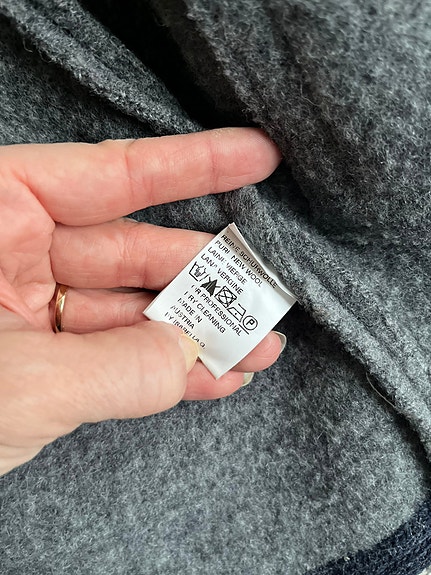 REINE SCHURWOLLE
PURE NEW WOOL
LAINE VIERGE
LANA VERGINE
P
PROFESSIONAL
DRY CLEANING
MADE IN
AUSTRIA